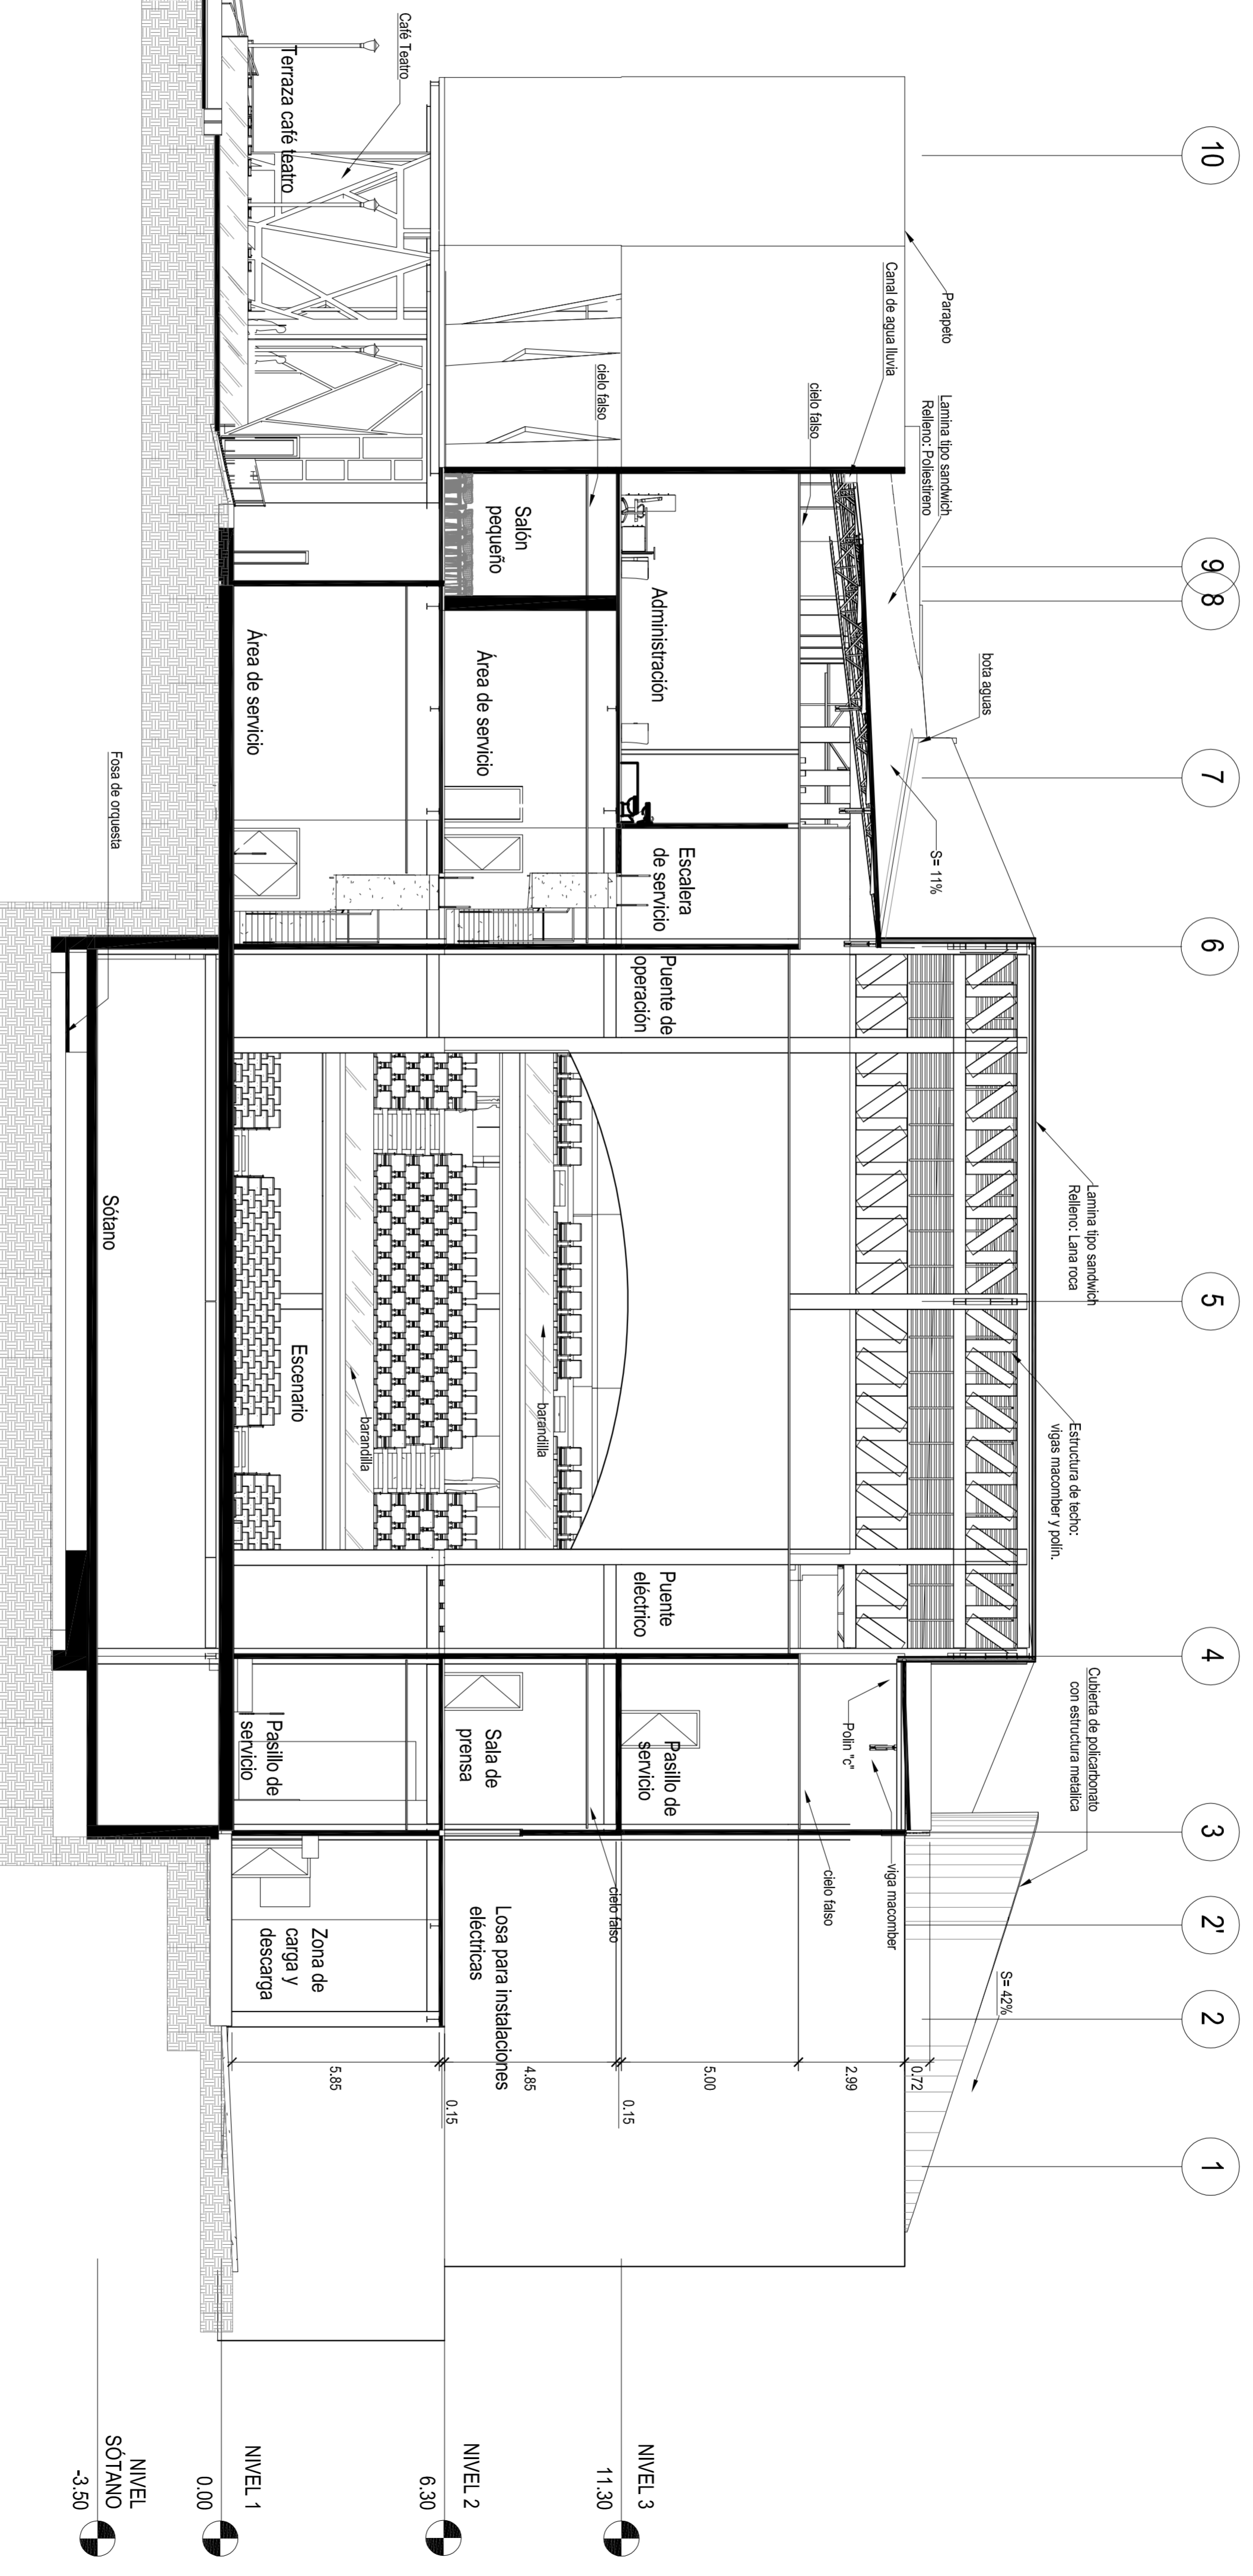 10
9
8
7
6
5
4
3
2'
2
1
Parapeto
Canal de agua lluvia
Lamina tipo sandwich
Relleno: Poliestireno
bota aguas
S= 11%
Lamina tipo sandwich
Relleno: Lana roca
Estructura de techo:
vigas macomber y polín.
Cubierta de policarbonato
con estructura metalica
S= 42%
Café Teatro
Terraza café teatro
cielo falso
cielo falso
Salón
pequeño
Administración
Área de servicio
Área de servicio
Escalera
de servicio
Puente de
operación
Fosa de orquesta
Sótano
Escenario
barandilla
barandilla
Puente
eléctrico
Polin "c"
viga macomber
Pasillo de
servicio
Sala de
prensa
Pasillo de
servicio
cielo falso
cielo falso
Zona de
carga y
descarga
Losa para instalaciones
eléctricas
0.72
2.99
5.00
0.15
4.85
0.15
5.85
NIVEL 3
11.30
NIVEL 2
6.30
NIVEL 1
0.00
NIVEL
SÓTANO
-3.50